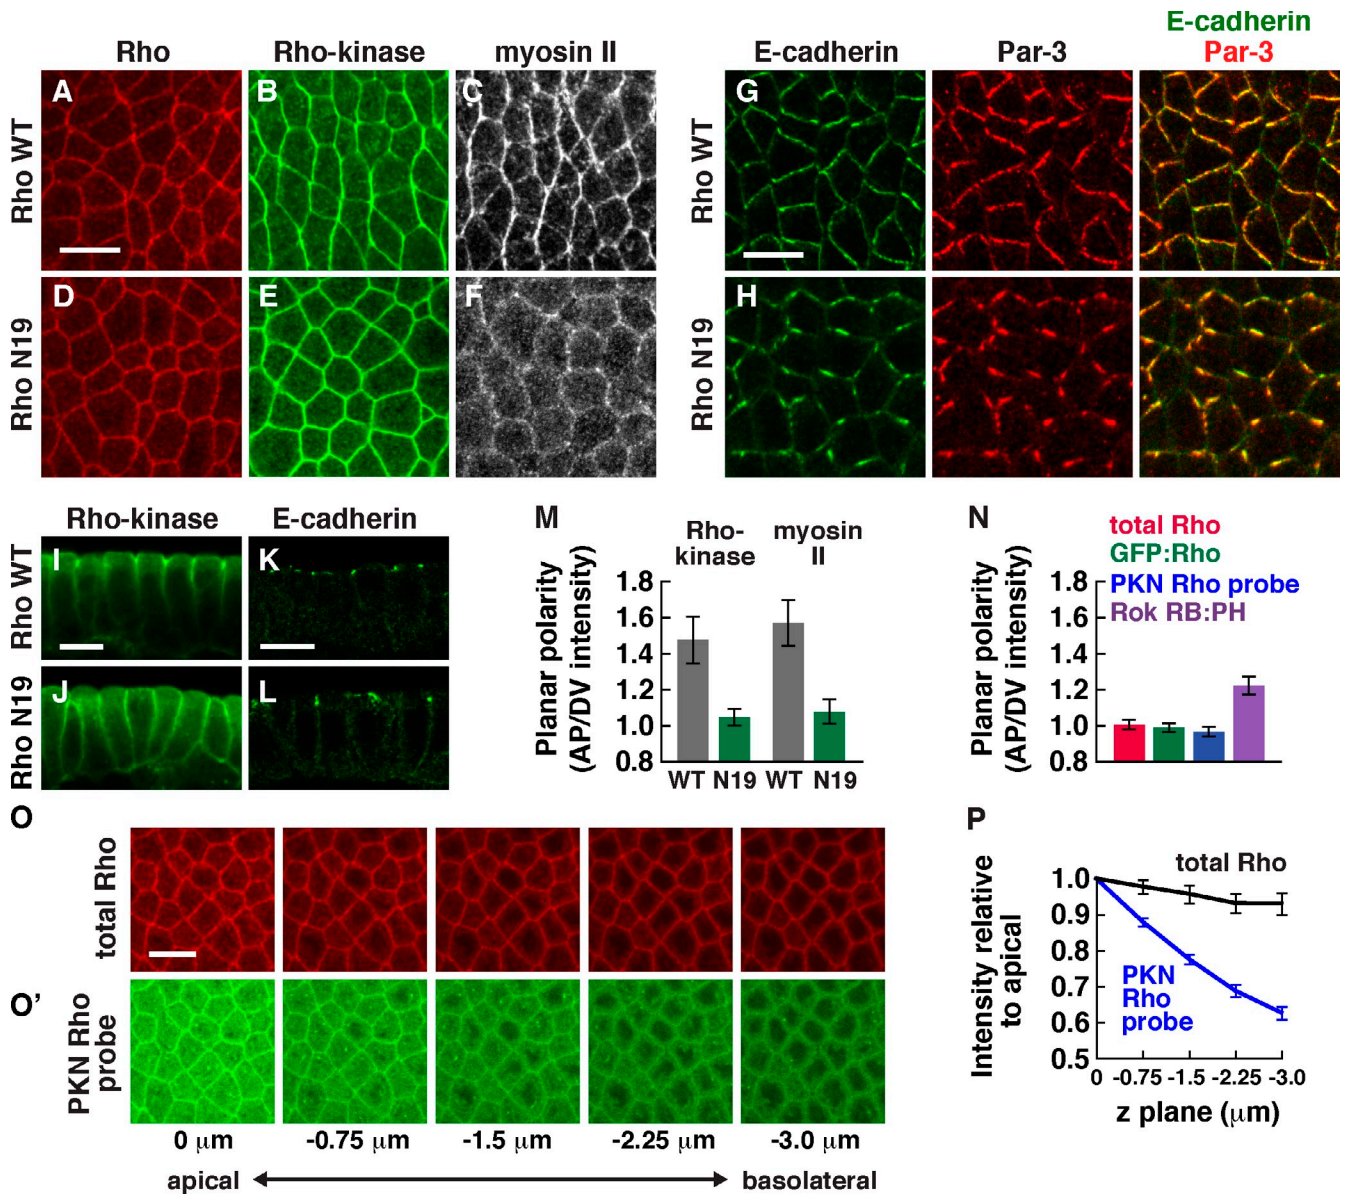 E-cadherin
Rho Rho-kinase myosin II E-cadherin Par-3 Par-3
A B C G
Rho WT Rho WT
D E F H
Rho N19 Rho N19
Rho-kinase E-cadherin
I K
Rho WT
J L
Rho N19
M
Rho-kinase
myosin II
Planar polarity (AP/DV intensity)
1.8
1.6
1.4
1.2
1.0
0.8
WT N19 WT N19
N
total Rho
GFP:Rho
PKN Rho probe
Rok RB:PH
Planar polarity (AP/DV intensity)
1.8
1.6
1.4
1.2
1.0
0.8
O
total Rho
O'
PKN Rho probe
0 μm -0.75 μm -1.5 μm -2.25 μm -3.0 μm
apical basolateral
P
Intensity relative to apical
total Rho
PKN Rho probe
1.0
0.9
0.8
0.7
0.6
0.5
0 -0.75 -1.5 -2.25 -3.0
z plane (μm)